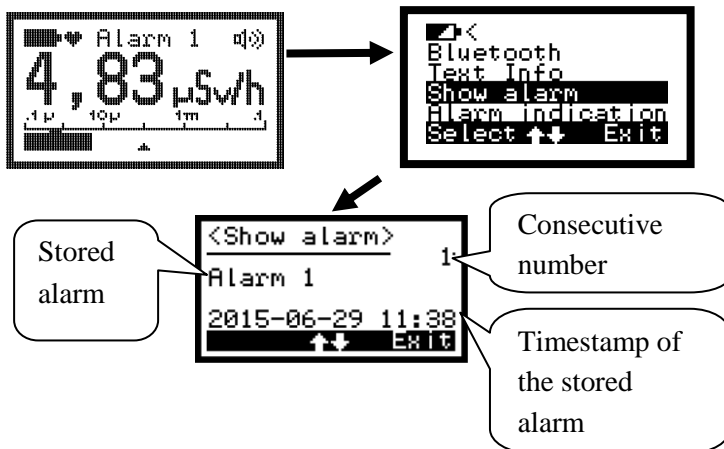 Alarm 1
4,83 µSv/h
.1µ 10µ 1m .1
<
Bluetooth
Text Info
Show alarm
Alarm indication
Select Exit
Stored
alarm
<Show alarm>
1
Alarm 1
2015-06-29 11:38
Exit
Consecutive
number
Timestamp of
the stored
alarm